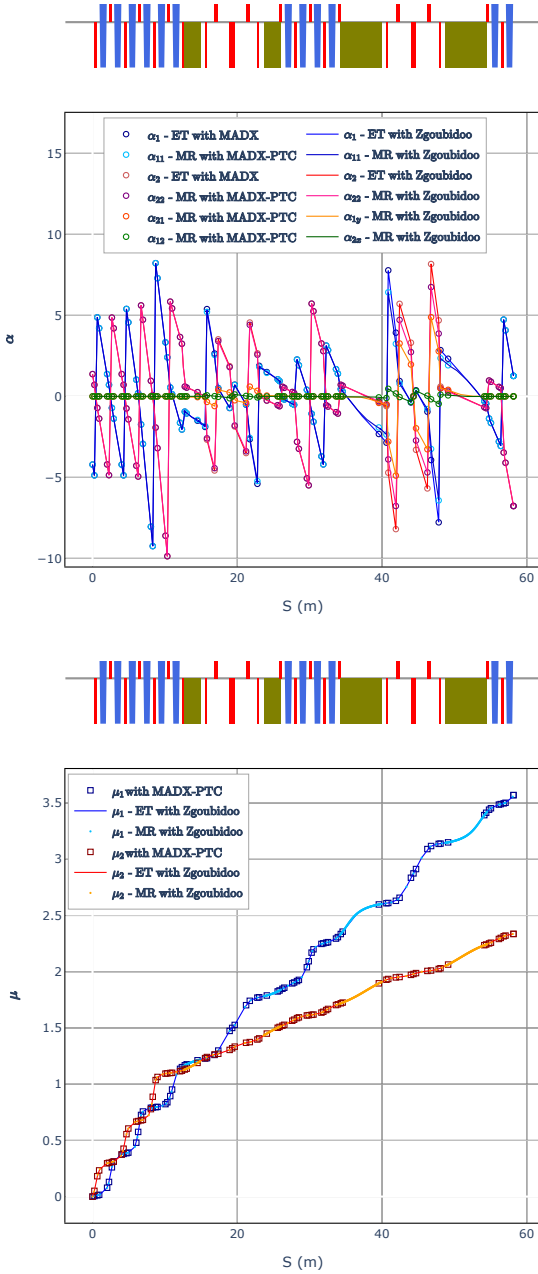 α₁ - ET with MADX
α₁₁ - MR with MADX-PTC
α₂ - ET with MADX
α₂₂ - MR with MADX-PTC
α₂₁ - MR with MADX-PTC
α₁₂ - MR with MADX-PTC
α₁ - ET with Zgoubidoo
α₁₁ - MR with Zgoubidoo
α₂ - ET with Zgoubidoo
α₂₂ - MR with Zgoubidoo
α₁y - MR with Zgoubidoo
α₂x - MR with Zgoubidoo
15
10
5
0
−5
−10
α
0 20 40 60
S (m)
μ₁with MADX-PTC
μ₁ - ET with Zgoubidoo
μ₁ - MR with Zgoubidoo
μ₂with MADX-PTC
μ₂ - ET with Zgoubidoo
μ₂ - MR with Zgoubidoo
3.5
3
2.5
2
1.5
1
0.5
0
μ
0 20 40 60
S (m)